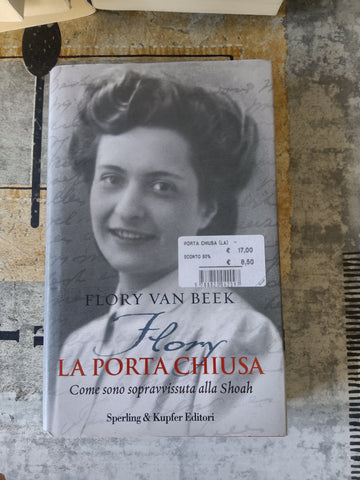 PORTA CHIUSA (LA) -
€ 17,00
SCONTO 50%
€ 8,50
FLORY VAN BEEK
Flory
LA PORTA CHIUSA
Come sono sopravvissuta alla Shoah
Sperling & Kupfer Editori